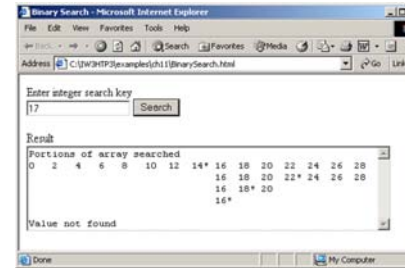 Binary Search - Microsoft Internet Explorer
File Edit View Favorites Tools Help
Back Search Favorites Media
Address C:\IW3HTP3\examples\ch11\BinarySearch.html Go Link
Enter integer search key
17 Search
Result
Portions of array searched
0 2 4 6 8 10 12 14* 16 18 20 22 24 26 28
16 18 20 22* 24 26 28
16 18* 20
16*
Value not found
Done My Computer